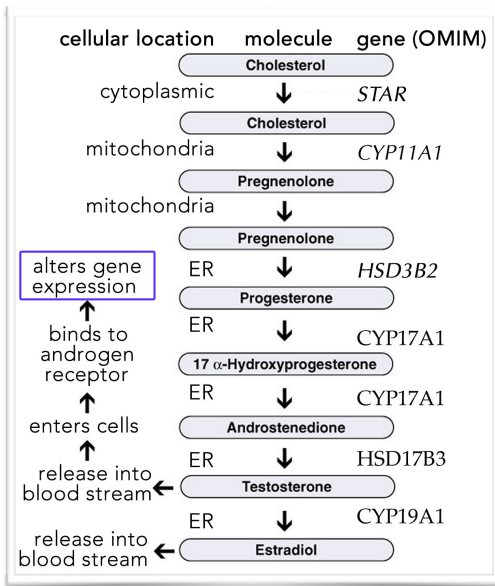 cellular location molecule gene (OMIM)
Cholesterol
cytoplasmic STAR
Cholesterol
mitochondria CYP11A1
Pregnenolone
mitochondria
Pregnenolone
alters gene
expression
ER HSD3B2
Progesterone
ER CYP17A1
binds to
androgen
receptor
17 α-Hydroxyprogesterone
ER CYP17A1
enters cells
Androstenedione
ER HSD17B3
release into
blood stream
Testosterone
ER CYP19A1
release into
blood stream
Estradiol